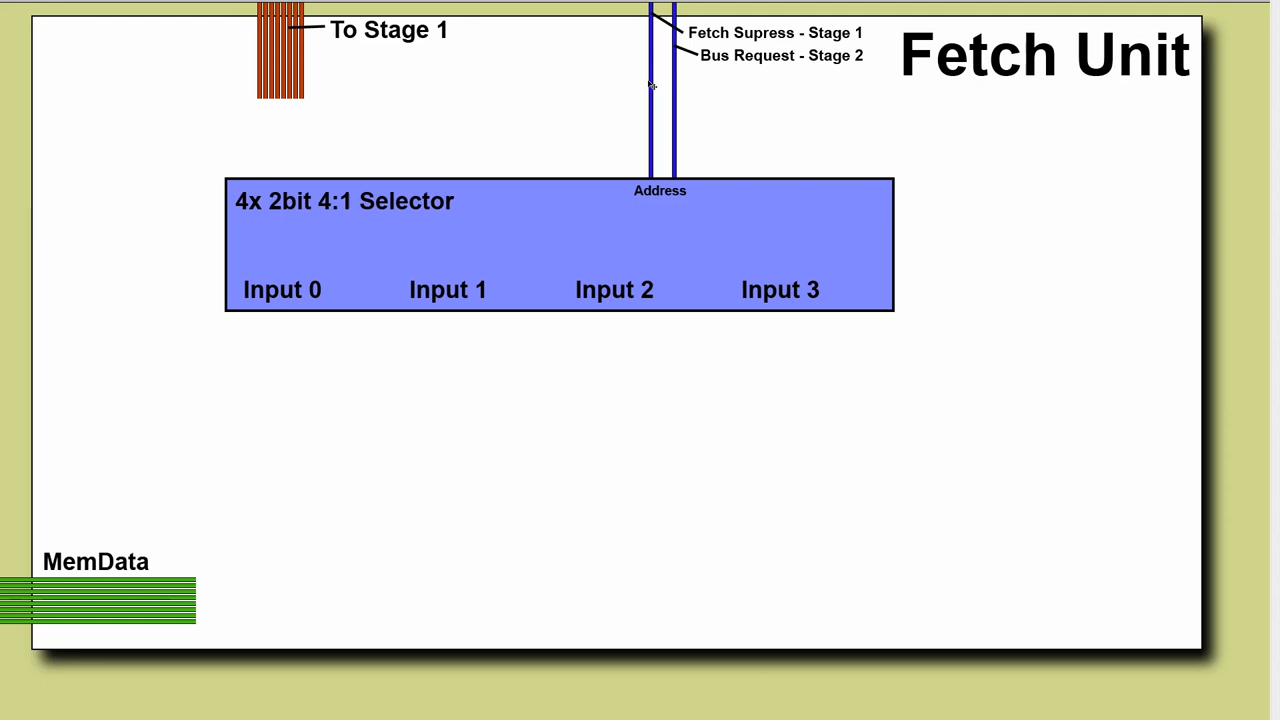 To Stage 1
Fetch Supress - Stage 1
Bus Request - Stage 2
Fetch Unit
Address
4x 2bit 4:1 Selector
Input 0
Input 1
Input 2
Input 3
MemData